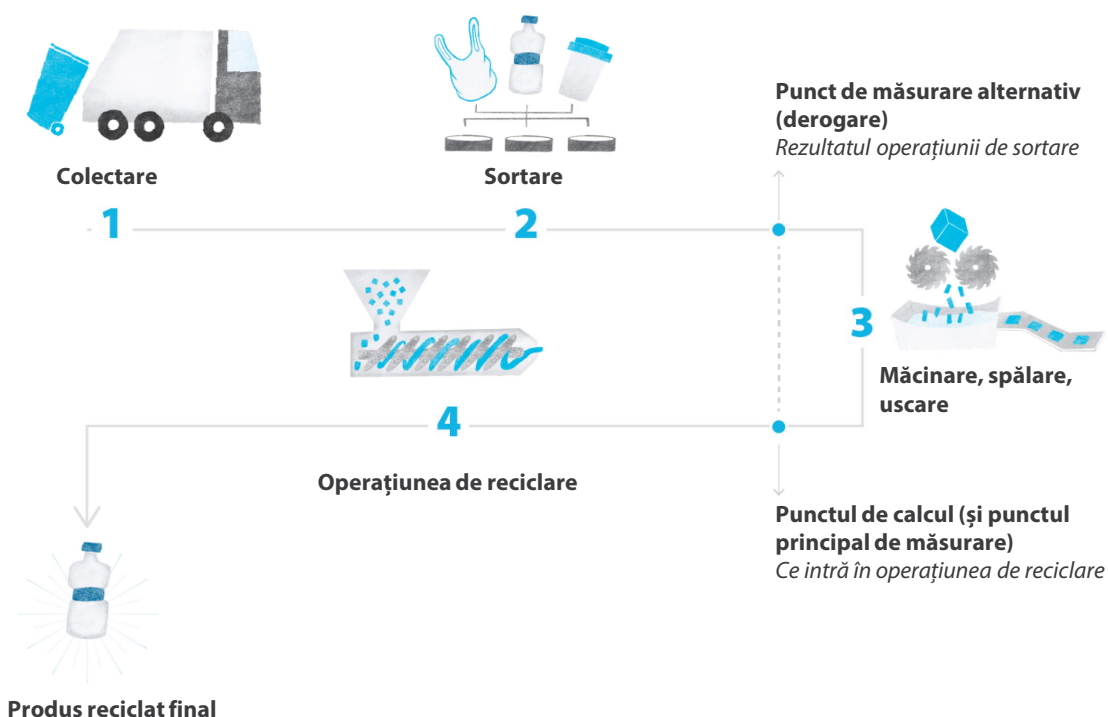 Colectare
1
Sortare
2
Punct de măsurare alternativ
(derogare)
Rezultatul operațiunii de sortare
3
Măcinare, spălare,
uscare
4
Operațiunea de reciclare
Punctul de calcul (și punctul
principal de măsurare)
Ce intră în operațiunea de reciclare
Produs reciclat final